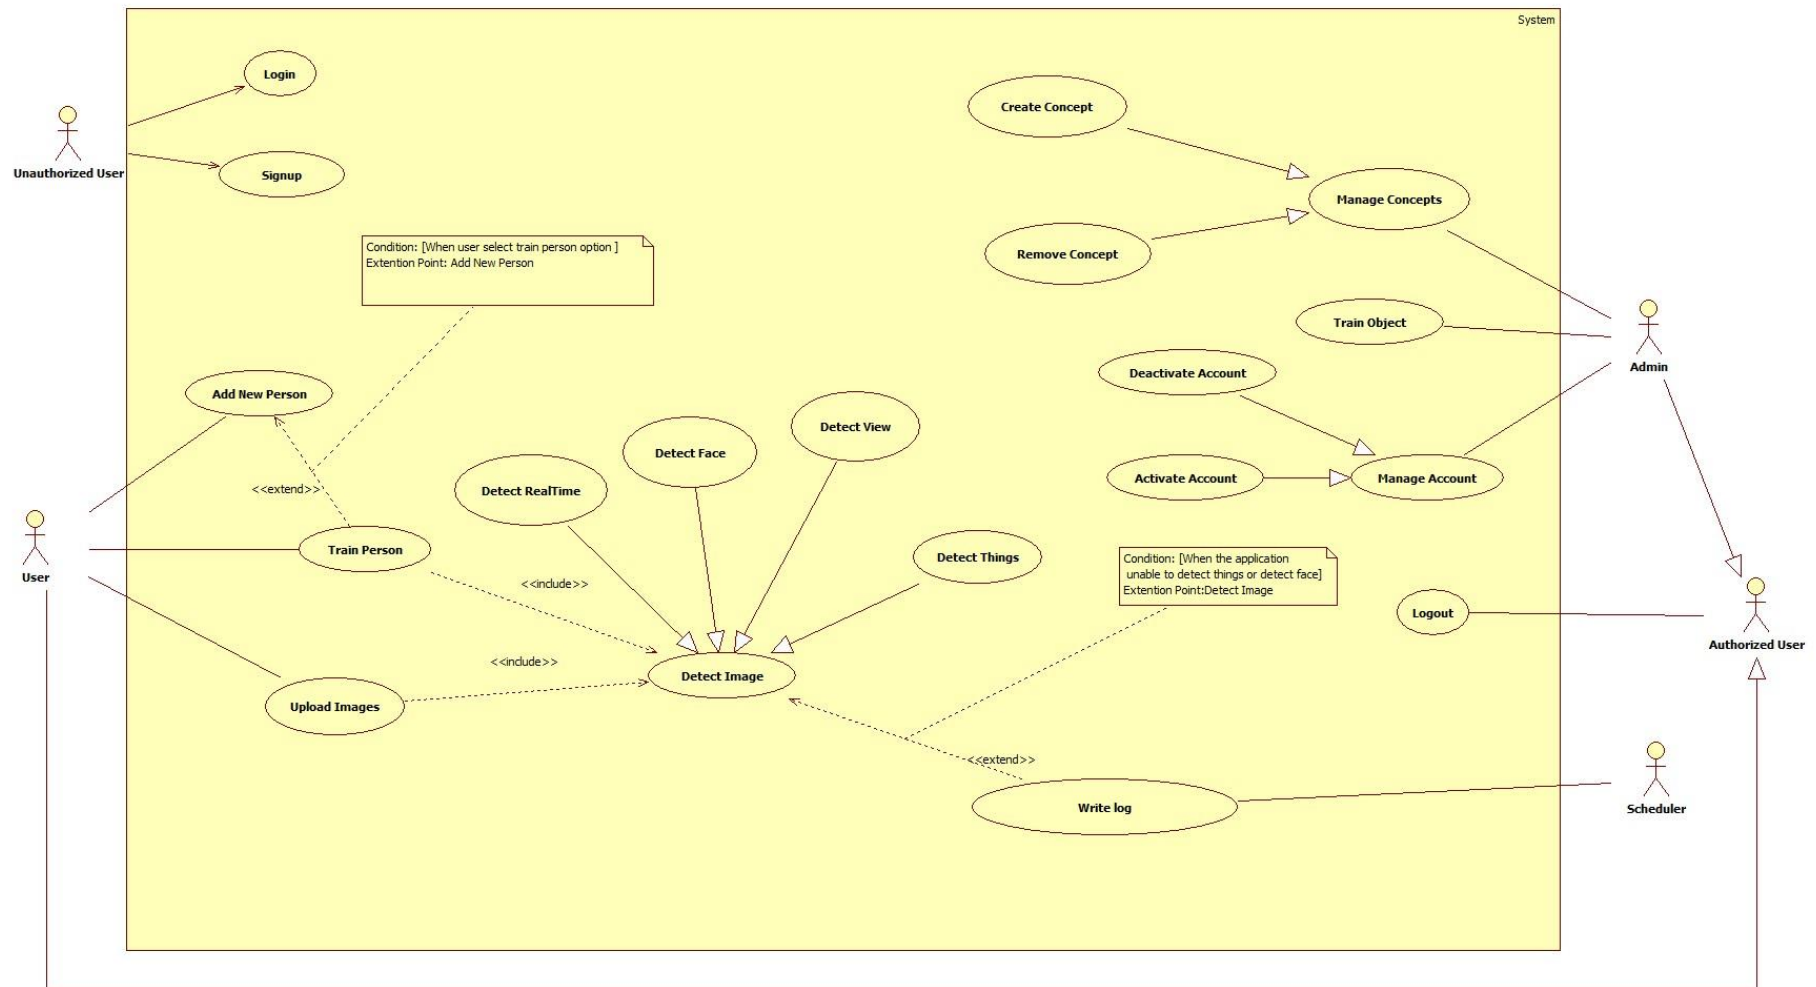 System
Login
Create Concept
Unauthorized User
Signup
Manage Concepts
Condition: [When user select train person option ]
Extention Point: Add New Person
Remove Concept
Train Object
Admin
Deactivate Account
Add New Person
Detect View
Detect Face
Activate Account
Manage Account
<<extend>>
Detect RealTime
Train Person
User
Detect Things
Condition: [When the application
unable to detect things or detect face]
Extention Point:Detect Image
<<include>>
Logout
Authorized User
<<include>>
Detect Image
Upload Images
<<extend>>
Write log
Scheduler